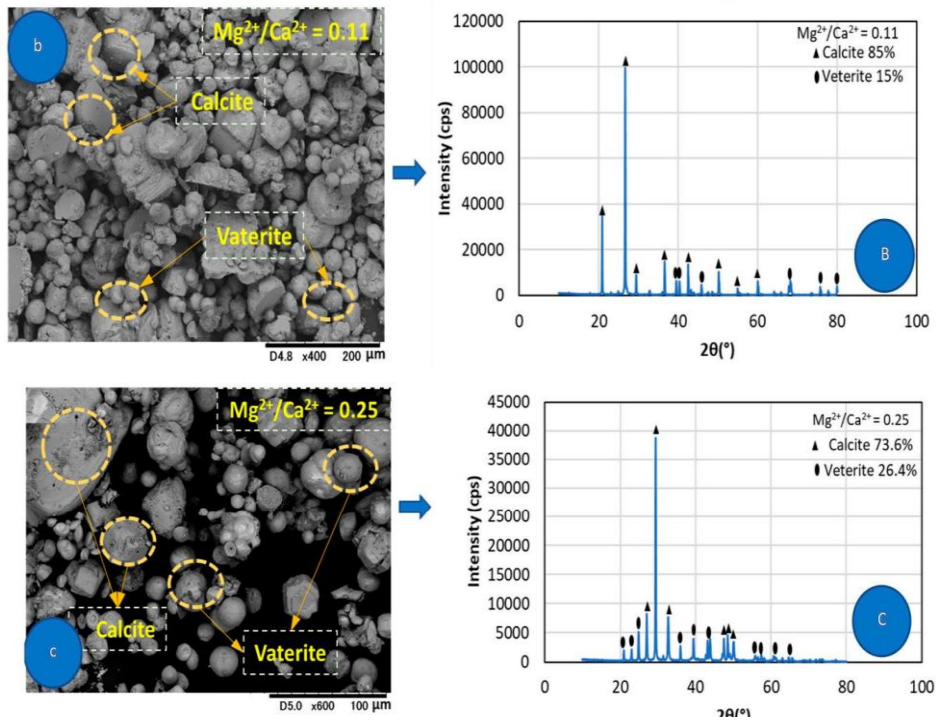 b
Mg²⁺/Ca²⁺ = 0.11
Calcite
Vaterite
D4.8 x400 200 µm
120000
100000
80000
60000
40000
20000
0
Intensity (cps)
Mg²⁺/Ca²⁺ = 0.11
▲ Calcite 85%
Veterite 15%
B
0 20 40 60 80 100
2θ(°)
Mg²⁺/Ca²⁺ = 0.25
Calcite
Vaterite
c
D5.0 x600 100 µm
45000
40000
35000
30000
25000
20000
15000
10000
5000
0
Intensity (cps)
Mg²⁺/Ca²⁺ = 0.25
▲ Calcite 73.6%
Veterite 26.4%
C
0 20 40 60 80 100
2θ(°)